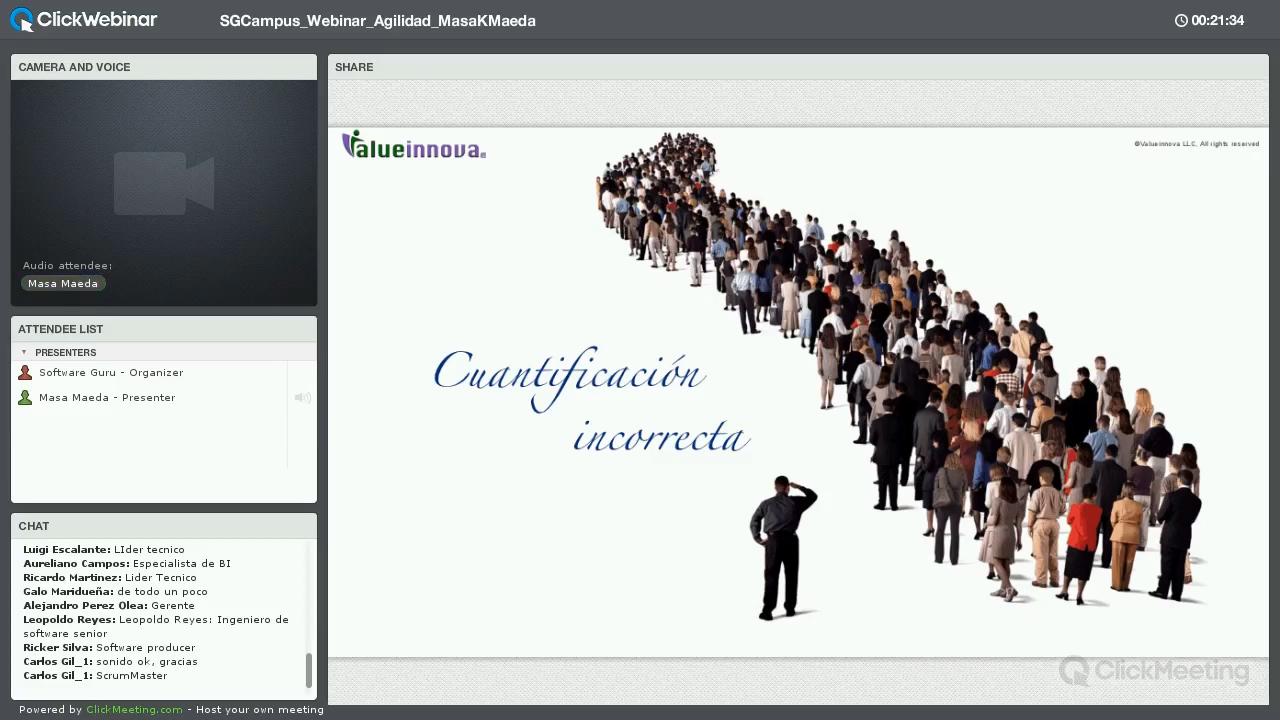 ClickWebinar
SGCampus_Webinar_Agilidad_MasaKMaeda
00:21:34
CAMERA AND VOICE
Audio attendee:
Masa Maeda
ATTENDEE LIST
PRESENTERS
Software Guru - Organizer
Masa Maeda - Presenter
CHAT
Luigi Escalante: LIder tecnico
Aureliano Campos: Especialista de BI
Ricardo Martinez: Lider Tecnico
Galo Maridueña: de todo un poco
Alejandro Perez Olea: Gerente
Leopoldo Reyes: Leopoldo Reyes: Ingeniero de
software senior
Ricker Silva: Software producer
Carlos Gil_1: sonido ok, gracias
Carlos Gil_1: ScrumMaster
Powered by ClickMeeting.com - Host your own meeting
SHARE
Valueinnova
©Valueinnova LLC, All rights reserved
Cuantificación
incorrecta
ClickMeeting